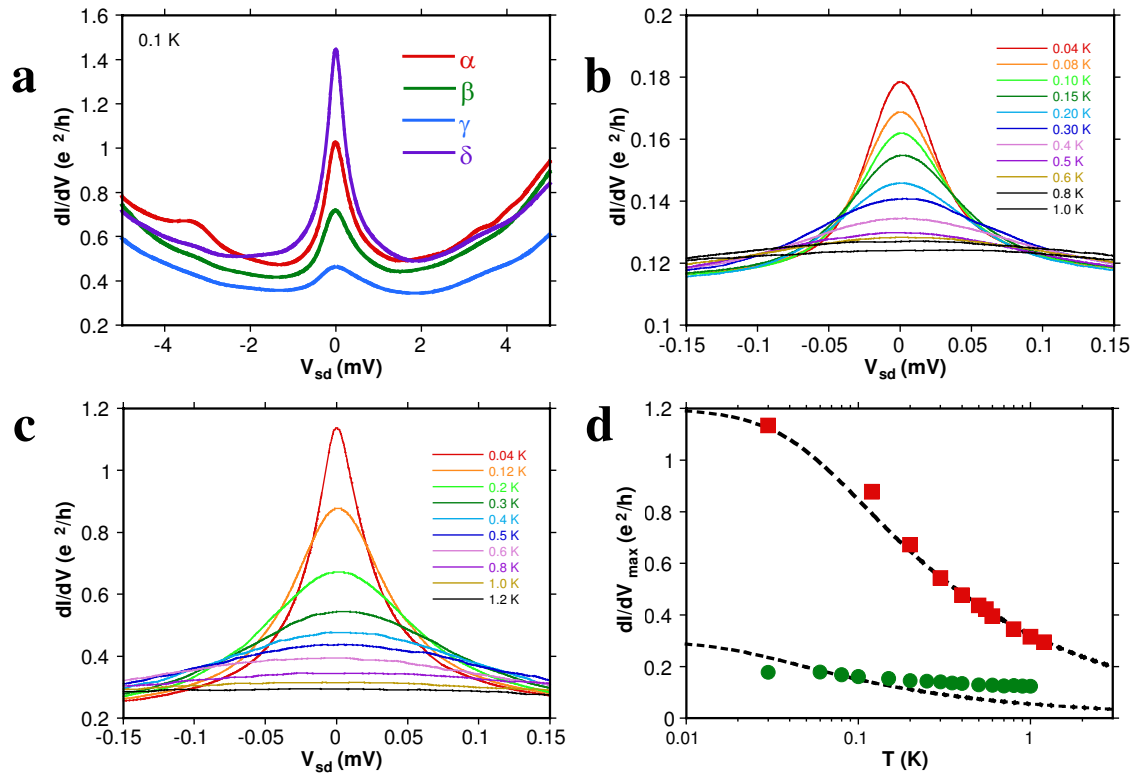 a
0.1 K
α
β
γ
δ
1.6
1.4
1.2
1
0.8
0.6
0.4
0.2
dI/dV (e²/h)
-4 -2 0 2 4
V_sd (mV)
b
0.04 K
0.08 K
0.10 K
0.15 K
0.20 K
0.30 K
0.4 K
0.5 K
0.6 K
0.8 K
1.0 K
0.2
0.18
0.16
0.14
0.12
0.1
dI/dV (e²/h)
-0.15 -0.1 -0.05 0 0.05 0.1 0.15
V_sd (mV)
c
0.04 K
0.12 K
0.2 K
0.3 K
0.4 K
0.5 K
0.6 K
0.8 K
1.0 K
1.2 K
1.2
1
0.8
0.6
0.4
0.2
dI/dV (e²/h)
-0.15 -0.1 -0.05 0 0.05 0.1 0.15
V_sd (mV)
d
1.2
1
0.8
0.6
0.4
0.2
0
dI/dV_max (e²/h)
0.01 0.1 1
T (K)